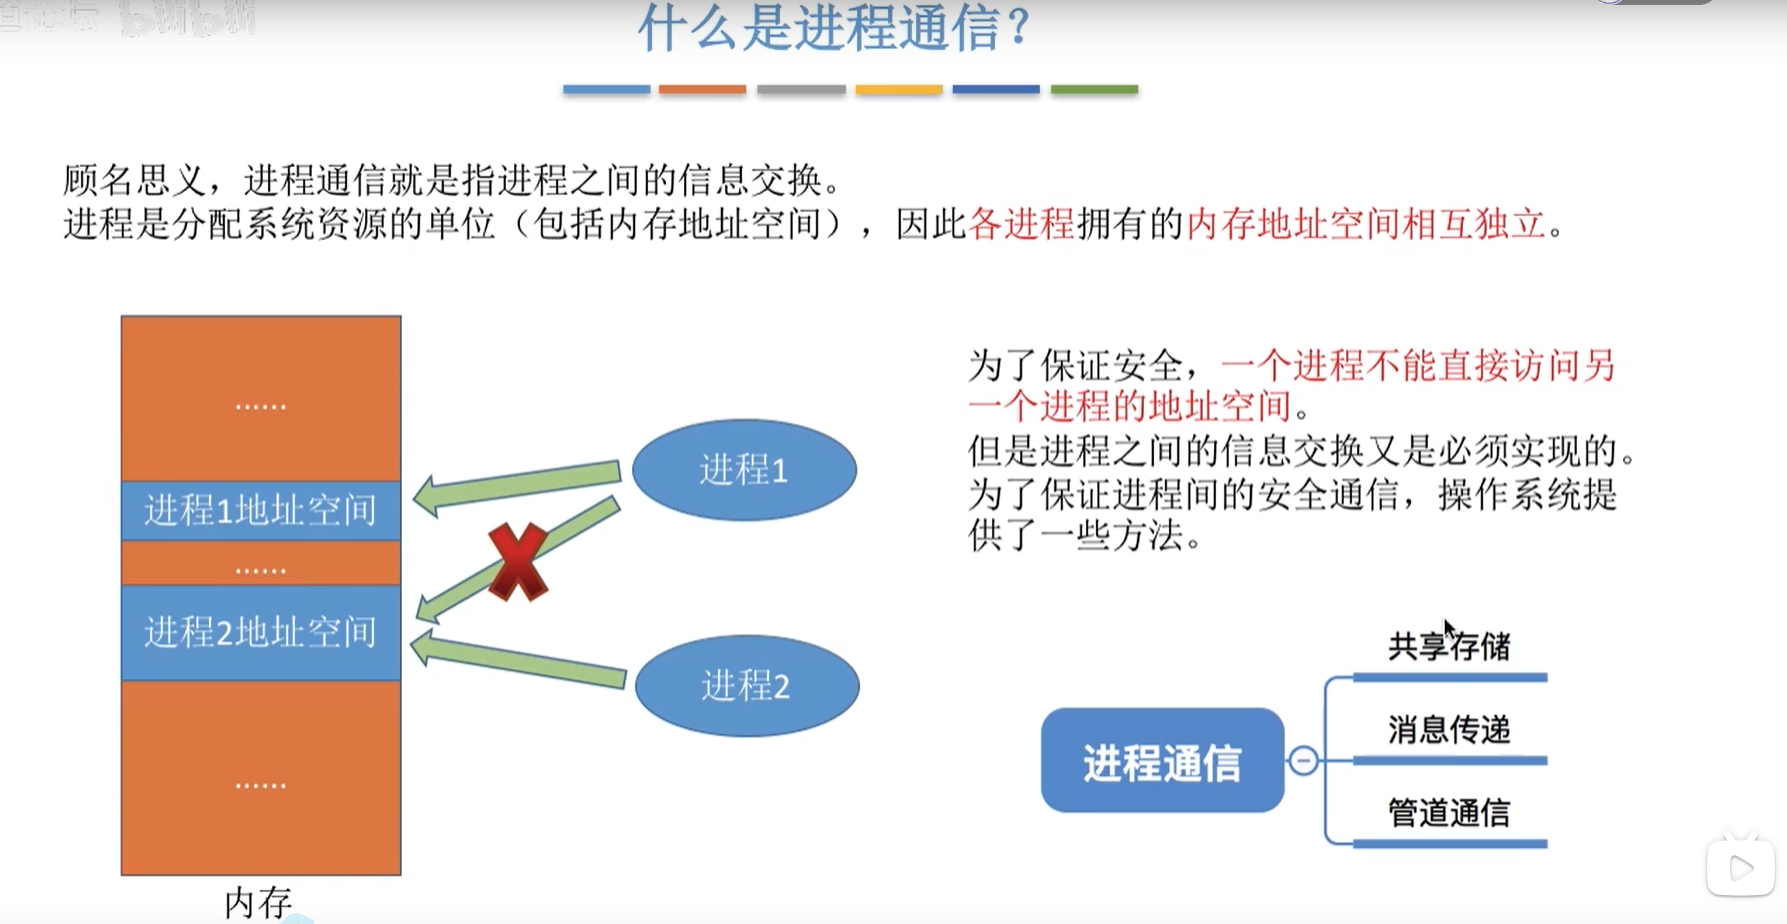 bilibili
什么是进程通信？
顾名思义，进程通信就是指进程之间的信息交换。
进程是分配系统资源的单位（包括内存地址空间），因此各进程拥有的内存地址空间相互独立。
......
进程1地址空间
......
进程2地址空间
......
内存
进程1
进程2
为了保证安全，一个进程不能直接访问另
一个进程的地址空间。
但是进程之间的信息交换又是必须实现的。
为了保证进程间的安全通信，操作系统提
供了一些方法。
进程通信
共享存储
消息传递
管道通信